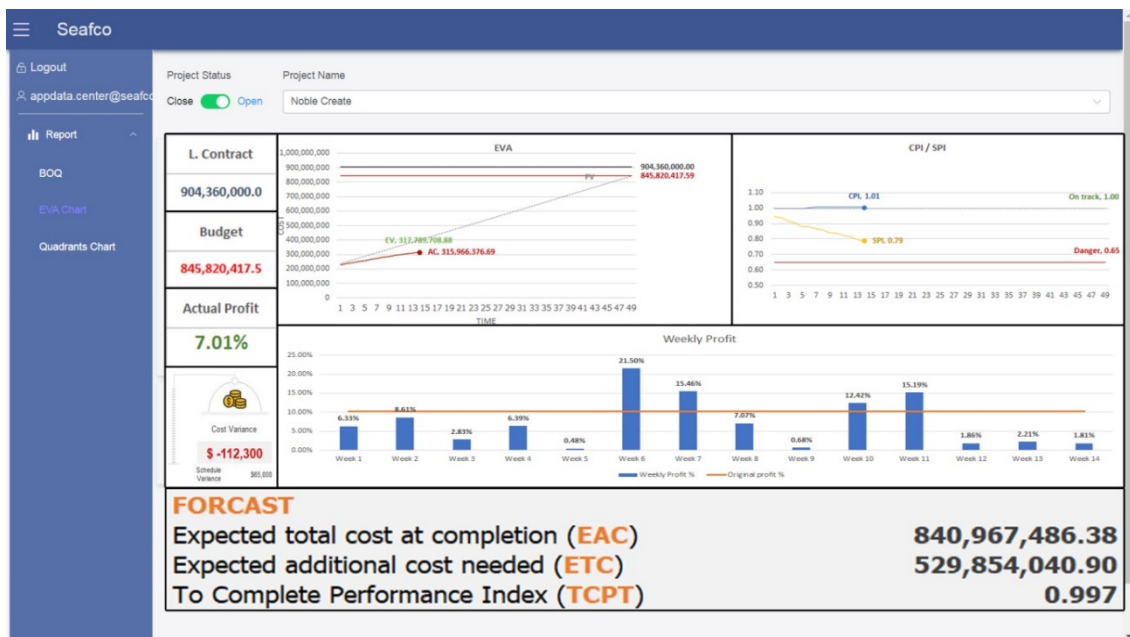 Seafco
Logout
appdata.center@seafco
Report
BOQ
EVA Chart
Quadrants Chart
Project Status
Close Open
Project Name
Noble Create
L. Contract
904,360,000.0
Budget
845,820,417.5
Actual Profit
7.01%
Cost Variance
$ -112,300
Schedule Variance $65,000
EVA
1,000,000,000
900,000,000
800,000,000
700,000,000
600,000,000
500,000,000
400,000,000
300,000,000
200,000,000
100,000,000
0
COST
904,360,000.00
845,820,417.59
PV
EV, 317,789,708.88
AC, 315,966,376.69
1 3 5 7 9 11 13 15 17 19 21 23 25 27 29 31 33 35 37 39 41 43 45 47 49
TIME
CPI / SPI
1.10
1.00
0.90
0.80
0.70
0.60
0.50
CPI, 1.01
SPI, 0.79
On track, 1.00
Danger, 0.65
1 3 5 7 9 11 13 15 17 19 21 23 25 27 29 31 33 35 37 39 41 43 45 47 49
Weekly Profit
25.00%
20.00%
15.00%
10.00%
5.00%
0.00%
6.33% 8.61% 2.83% 6.39% 0.48% 21.50% 15.46% 7.07% 0.68% 12.42% 15.19% 1.86% 2.21% 1.81%
Week 1 Week 2 Week 3 Week 4 Week 5 Week 6 Week 7 Week 8 Week 9 Week 10 Week 11 Week 12 Week 13 Week 14
Weekly Profit % Original profit %
FORCAST
Expected total cost at completion (EAC) 840,967,486.38
Expected additional cost needed (ETC) 529,854,040.90
To Complete Performance Index (TCPT) 0.997